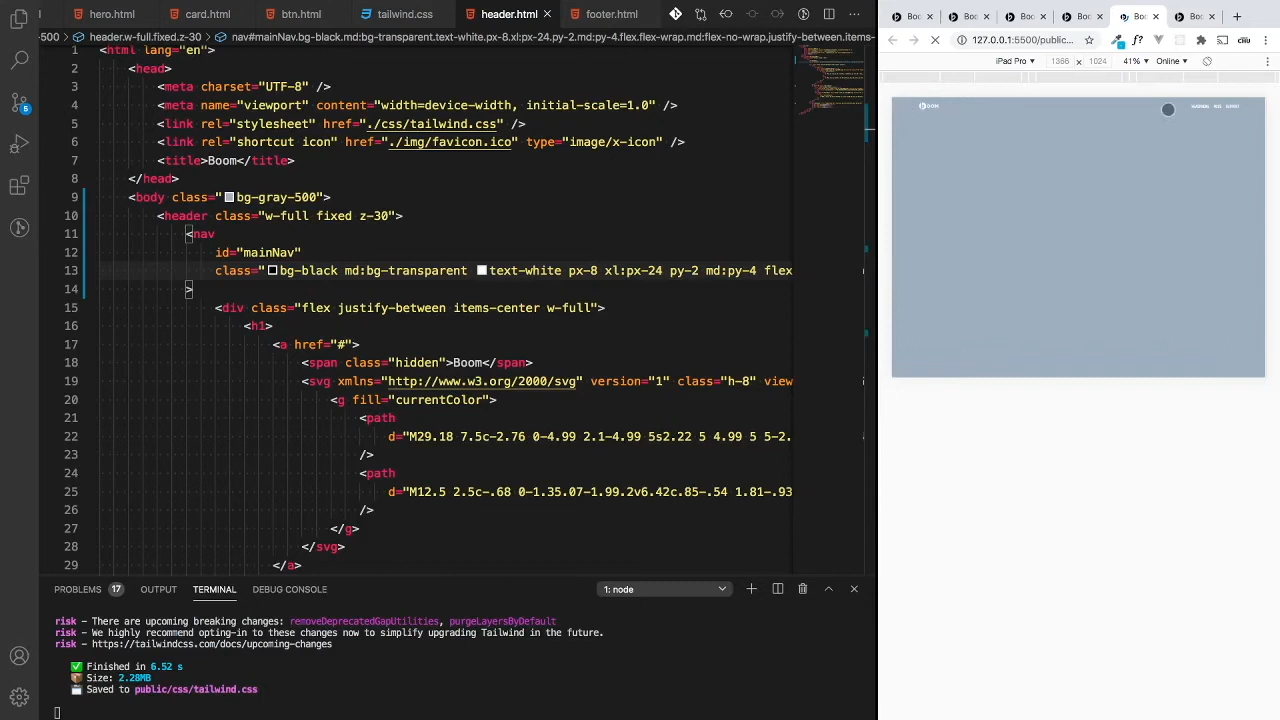 hero.html
card.html
btn.html
tailwind.css
header.html
footer.html
-500
header.w-full.fixed.z-30
nav#mainNav.bg-black.md:bg-transparent.text-white.px-8.xl:px-24.py-2.md:py-4.flex.flex-wrap.md:flex-no-wrap.justify-between.items-
1 <html lang="en">
2 <head>
3 <meta charset="UTF-8" />
4 <meta name="viewport" content="width=device-width, initial-scale=1.0" />
5 <link rel="stylesheet" href="./css/tailwind.css" />
6 <link rel="shortcut icon" href="./img/favicon.ico" type="image/x-icon" />
7 <title>Boom</title>
8 </head>
9 <body class="bg-gray-500">
10 <header class="w-full fixed z-30">
11 <nav
12 id="mainNav"
13 class="bg-black md:bg-transparent text-white px-8 xl:px-24 py-2 md:py-4 flex
14 >
15 <div class="flex justify-between items-center w-full">
16 <h1>
17 <a href="#">
18 <span class="hidden">Boom</span>
19 <svg xmlns="http://www.w3.org/2000/svg" version="1" class="h-8" view
20 <g fill="currentColor">
21 <path
22 d="M29.18 7.5c-2.76 0-4.99 2.1-4.99 5s2.22 5 4.99 5 5-2.
23 />
24 <path
25 d="M12.5 2.5c-.68 0-1.35.07-1.99.2v6.42c.85-.54 1.81-.93
26 />
27 </g>
28 </svg>
29 </a>
PROBLEMS 17 OUTPUT TERMINAL DEBUG CONSOLE
1: node
risk - There are upcoming breaking changes: removeDeprecatedGapUtilities, purgeLayersByDefault
risk - We highly recommend opting-in to these changes now to simplify upgrading Tailwind in the future.
risk - https://tailwindcss.com/docs/upcoming-changes
✅ Finished in 6.52 s
📦 Size: 2.28MB
💾 Saved to public/css/tailwind.css
Boo Boo Boo Boo Boo Boo
127.0.0.1:5500/public...
iPad Pro 1366 1024 41% Online
BOOM
SUPPORT